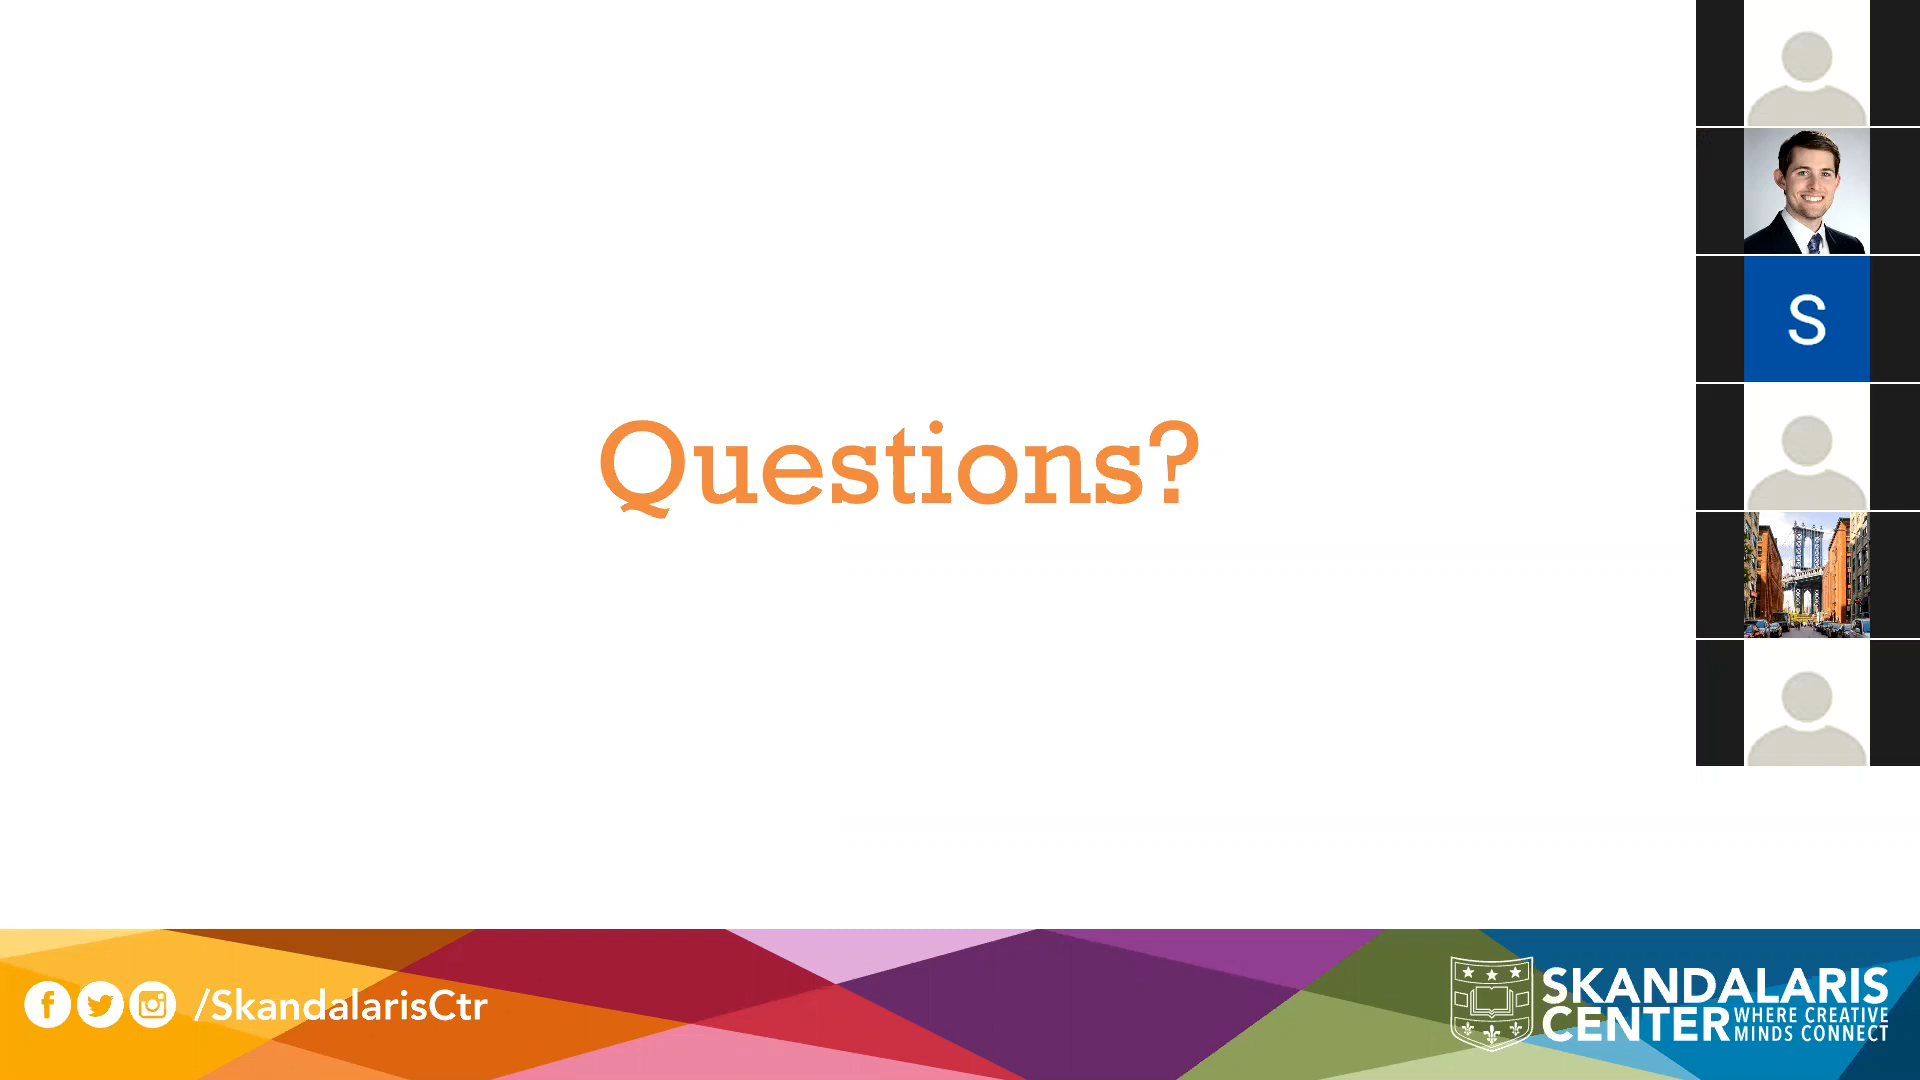 Questions?
S
/SkandalarisCtr
SKANDALARIS
CENTER WHERE CREATIVE
MINDS CONNECT